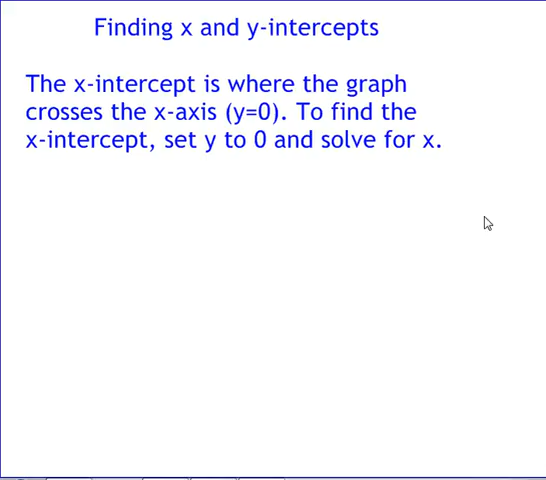 Finding x and y-intercepts
The x-intercept is where the graph
crosses the x-axis (y=0). To find the
x-intercept, set y to 0 and solve for x.